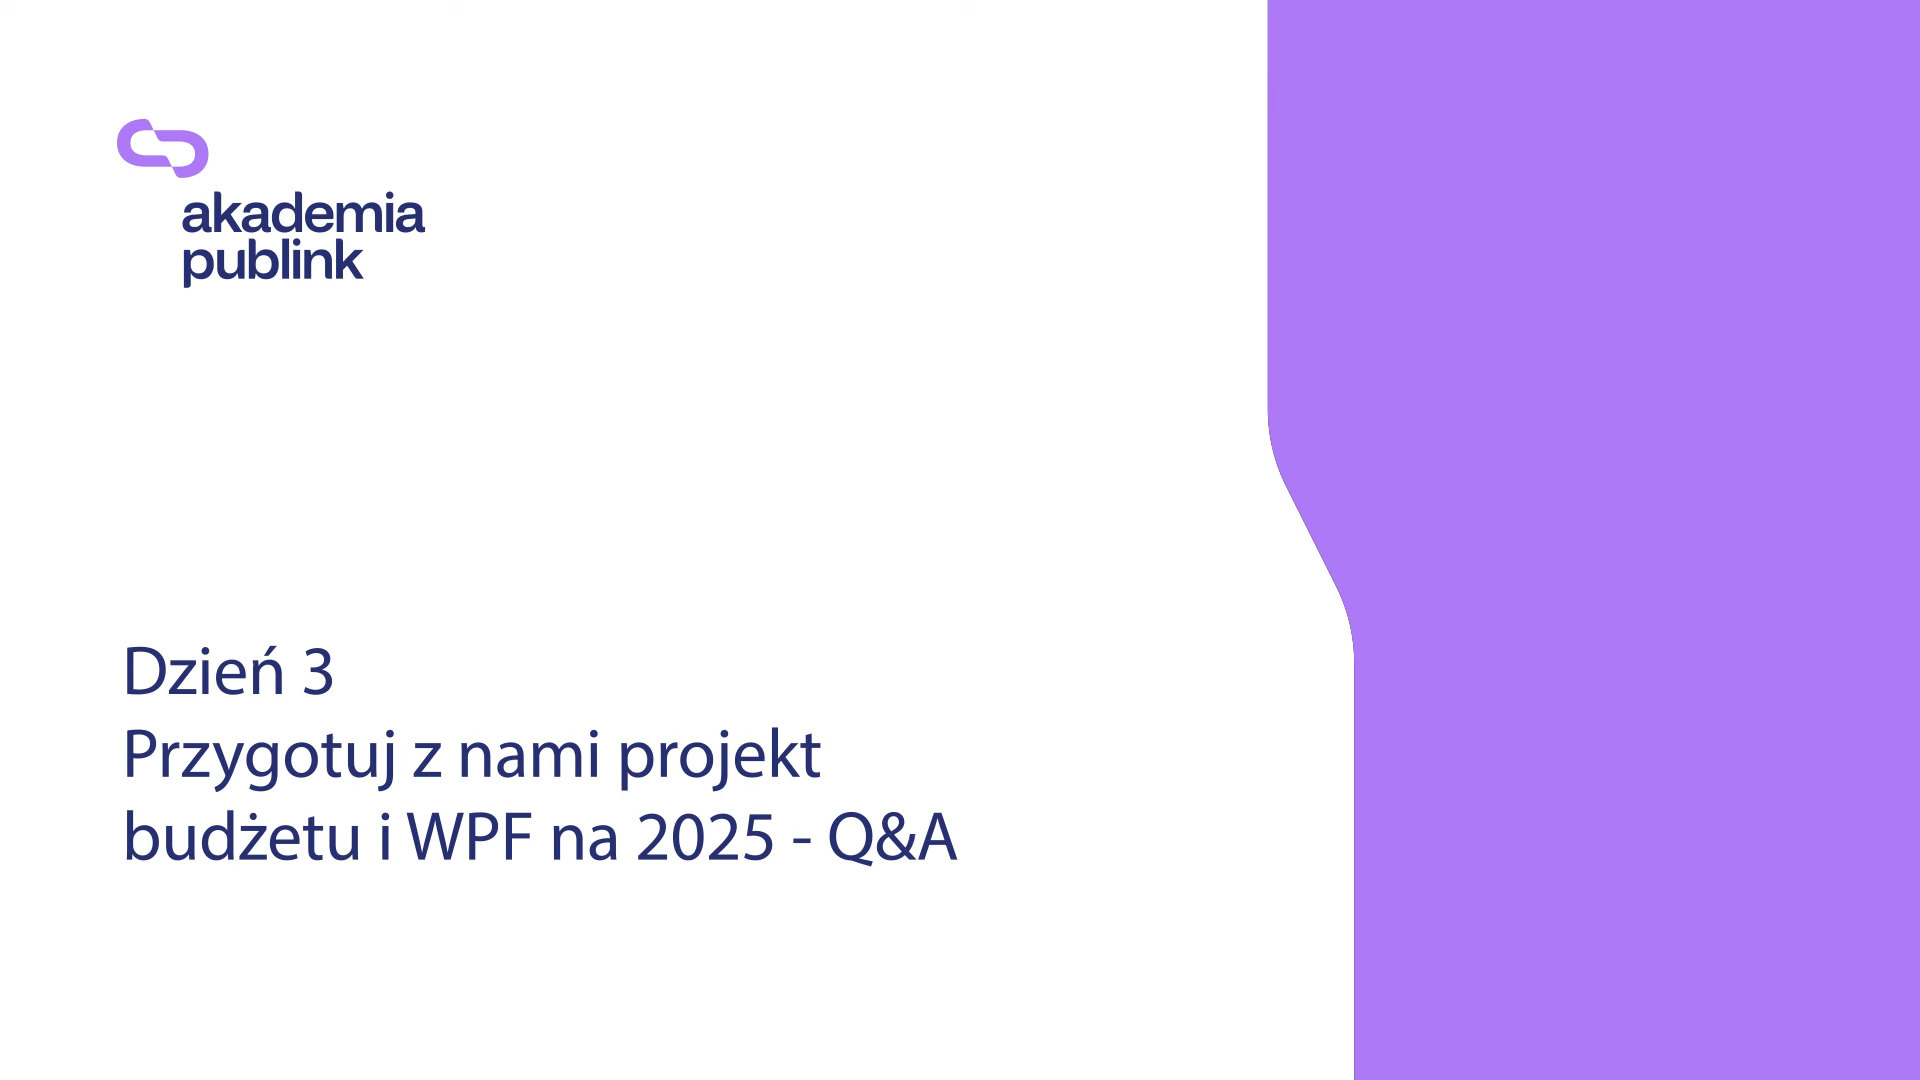 akademia
publink
Dzień 3
Przygotuj z nami projekt
budżetu i WPF na 2025 - Q&A